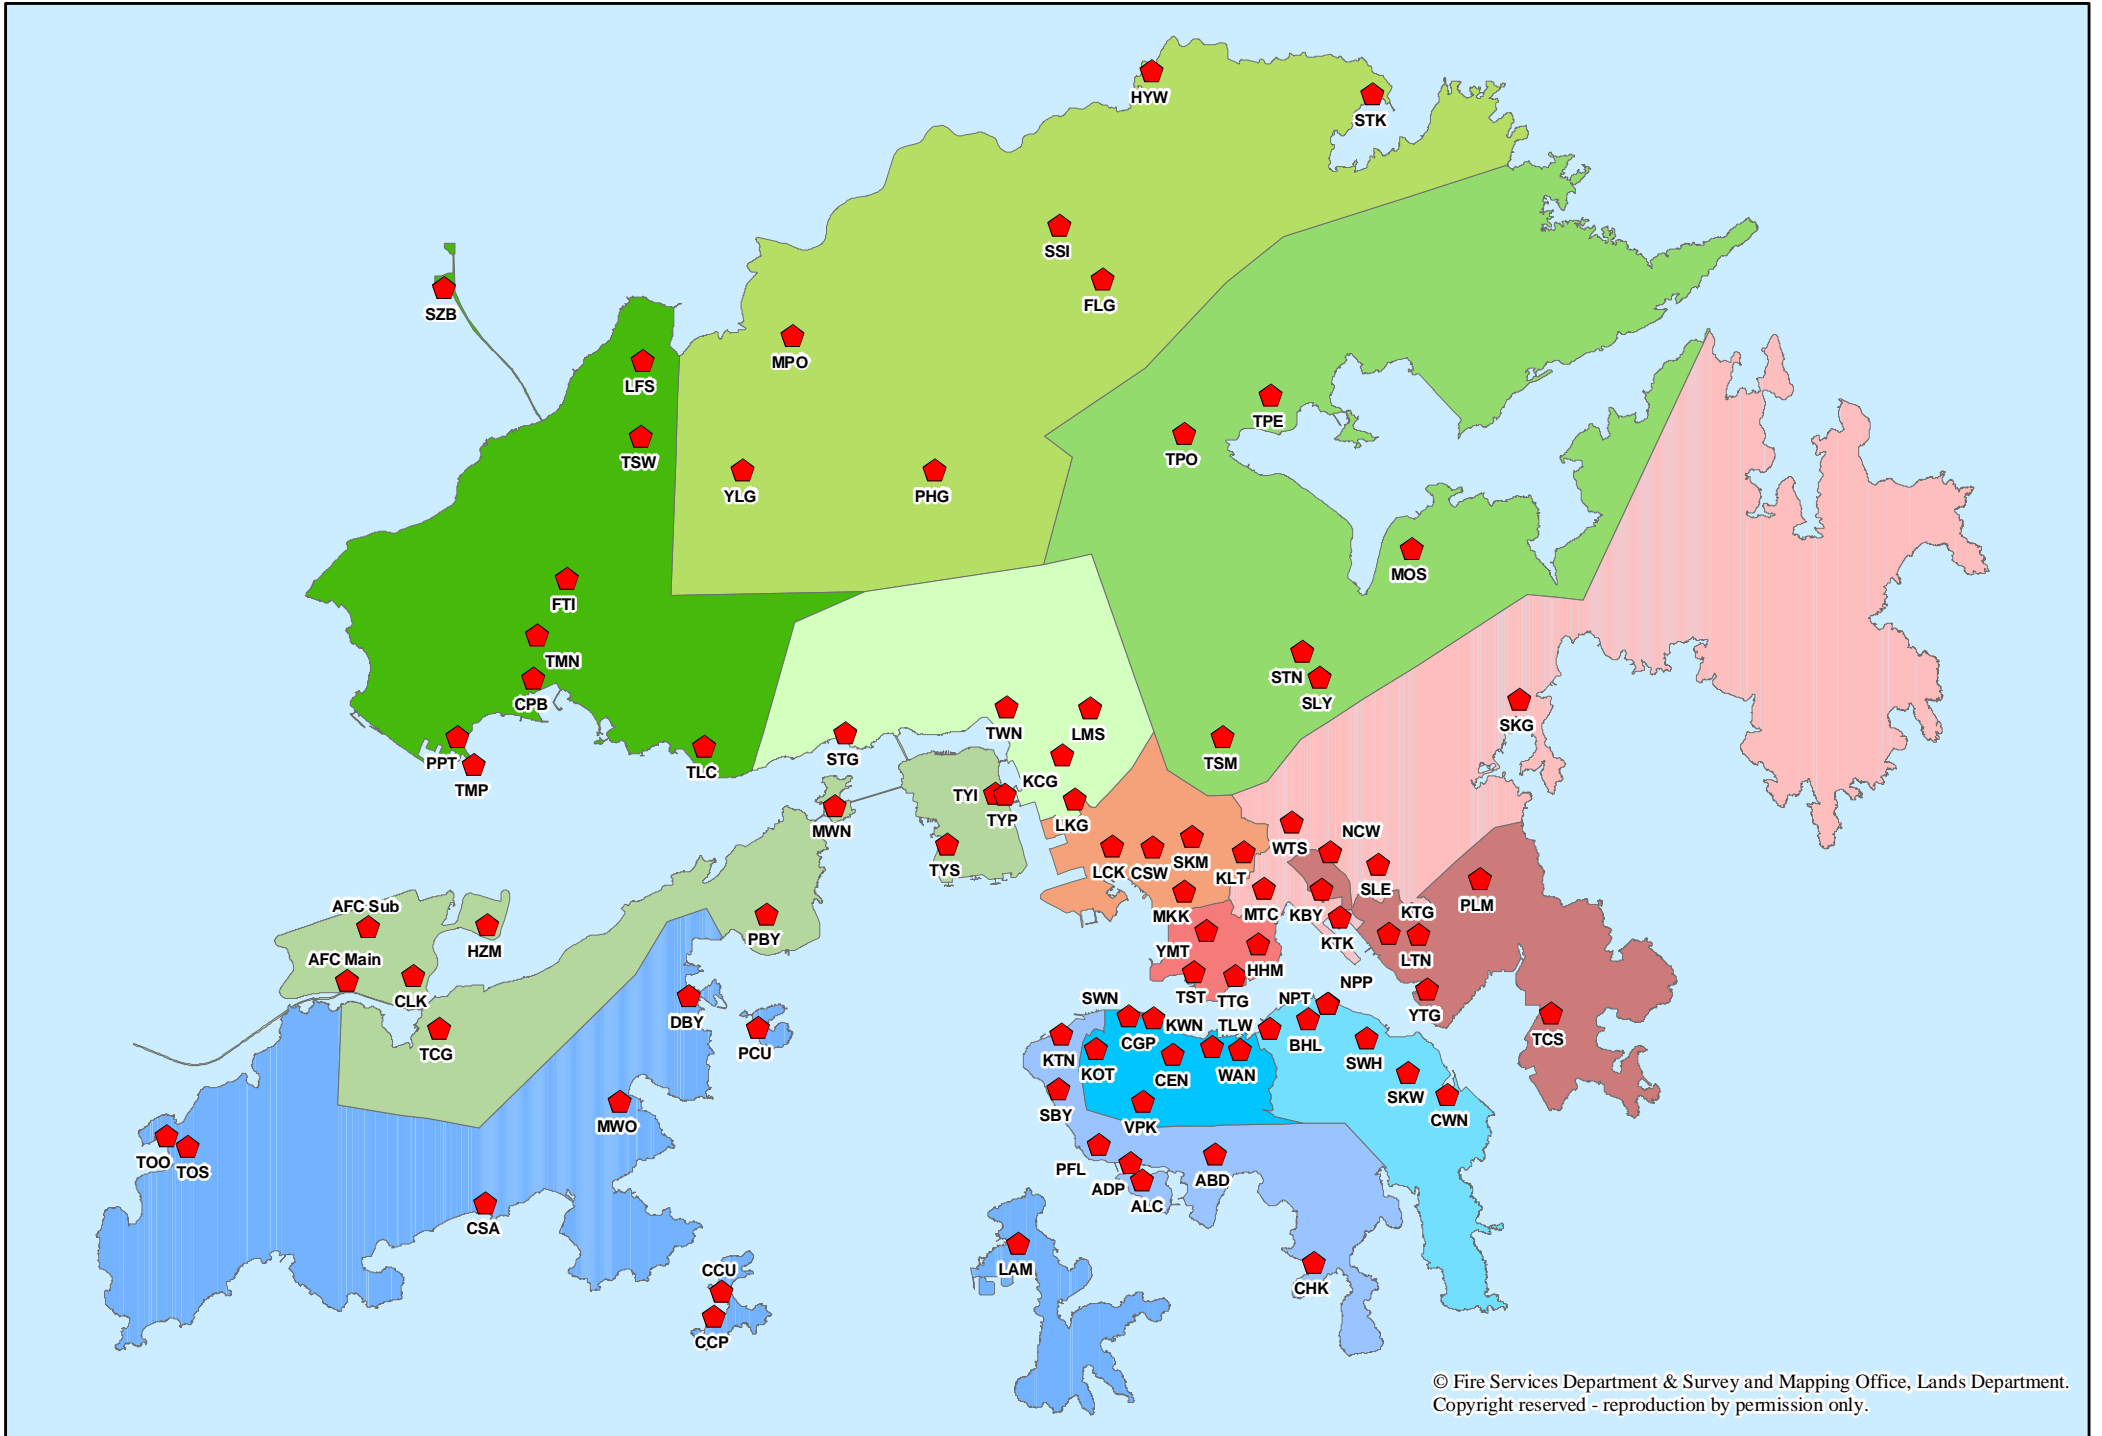 HYW
STK
SSI
FLG
SZB
MPO
LFS
TPE
TSW
TPO
YLG
PHG
MOS
FTI
TMN
STN
CPB
SLY
SKG
TWN
LMS
STG
PPT
TMP
TLC
TSM
KCG
TYI
TYP
LKG
MWN
NCW
WTS
TYS
LCK
CSW
SKM
KLT
SLE
AFC Sub
MKK
MTC
KBY
KTG
PLM
HZM
PBY
YMT
KTK
AFC Main
LTN
HHM
CLK
TST
TTG
NPT
NPP
SWN
YTG
DBY
KWN
TLW
TCG
PCU
KTN
CGP
BHL
TCS
KOT
CEN
WAN
SWH
SKW
MWO
SBY
VPK
CWN
TOO
TOS
PFL
ADP
ABD
ALC
CSA
CCU
LAM
CHK
CCP
© Fire Services Department & Survey and Mapping Office, Lands Department.
Copyright reserved - reproduction by permission only.